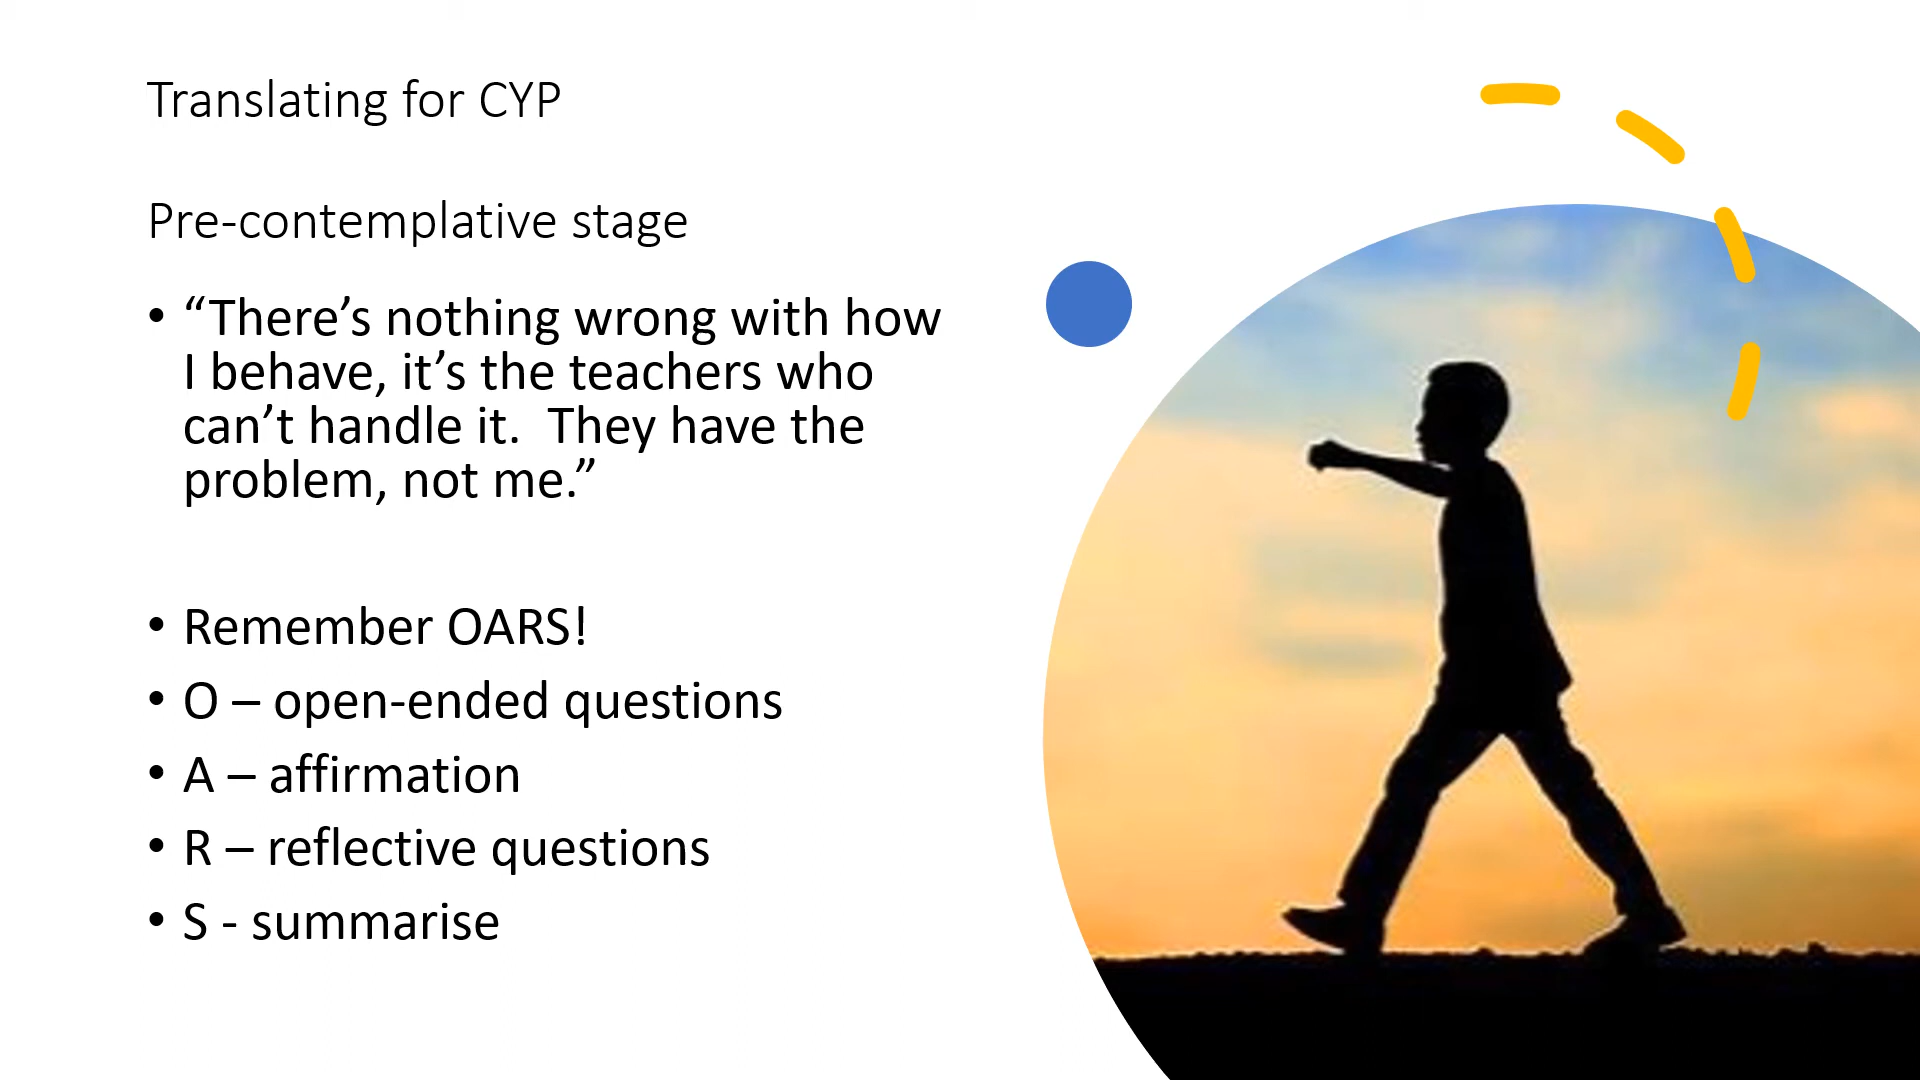 Translating for CYP
Pre-contemplative stage
• “There’s nothing wrong with how
I behave, it’s the teachers who
can’t handle it.  They have the
problem, not me.”
• Remember OARS!
• O – open-ended questions
• A – affirmation
• R – reflective questions
• S - summarise